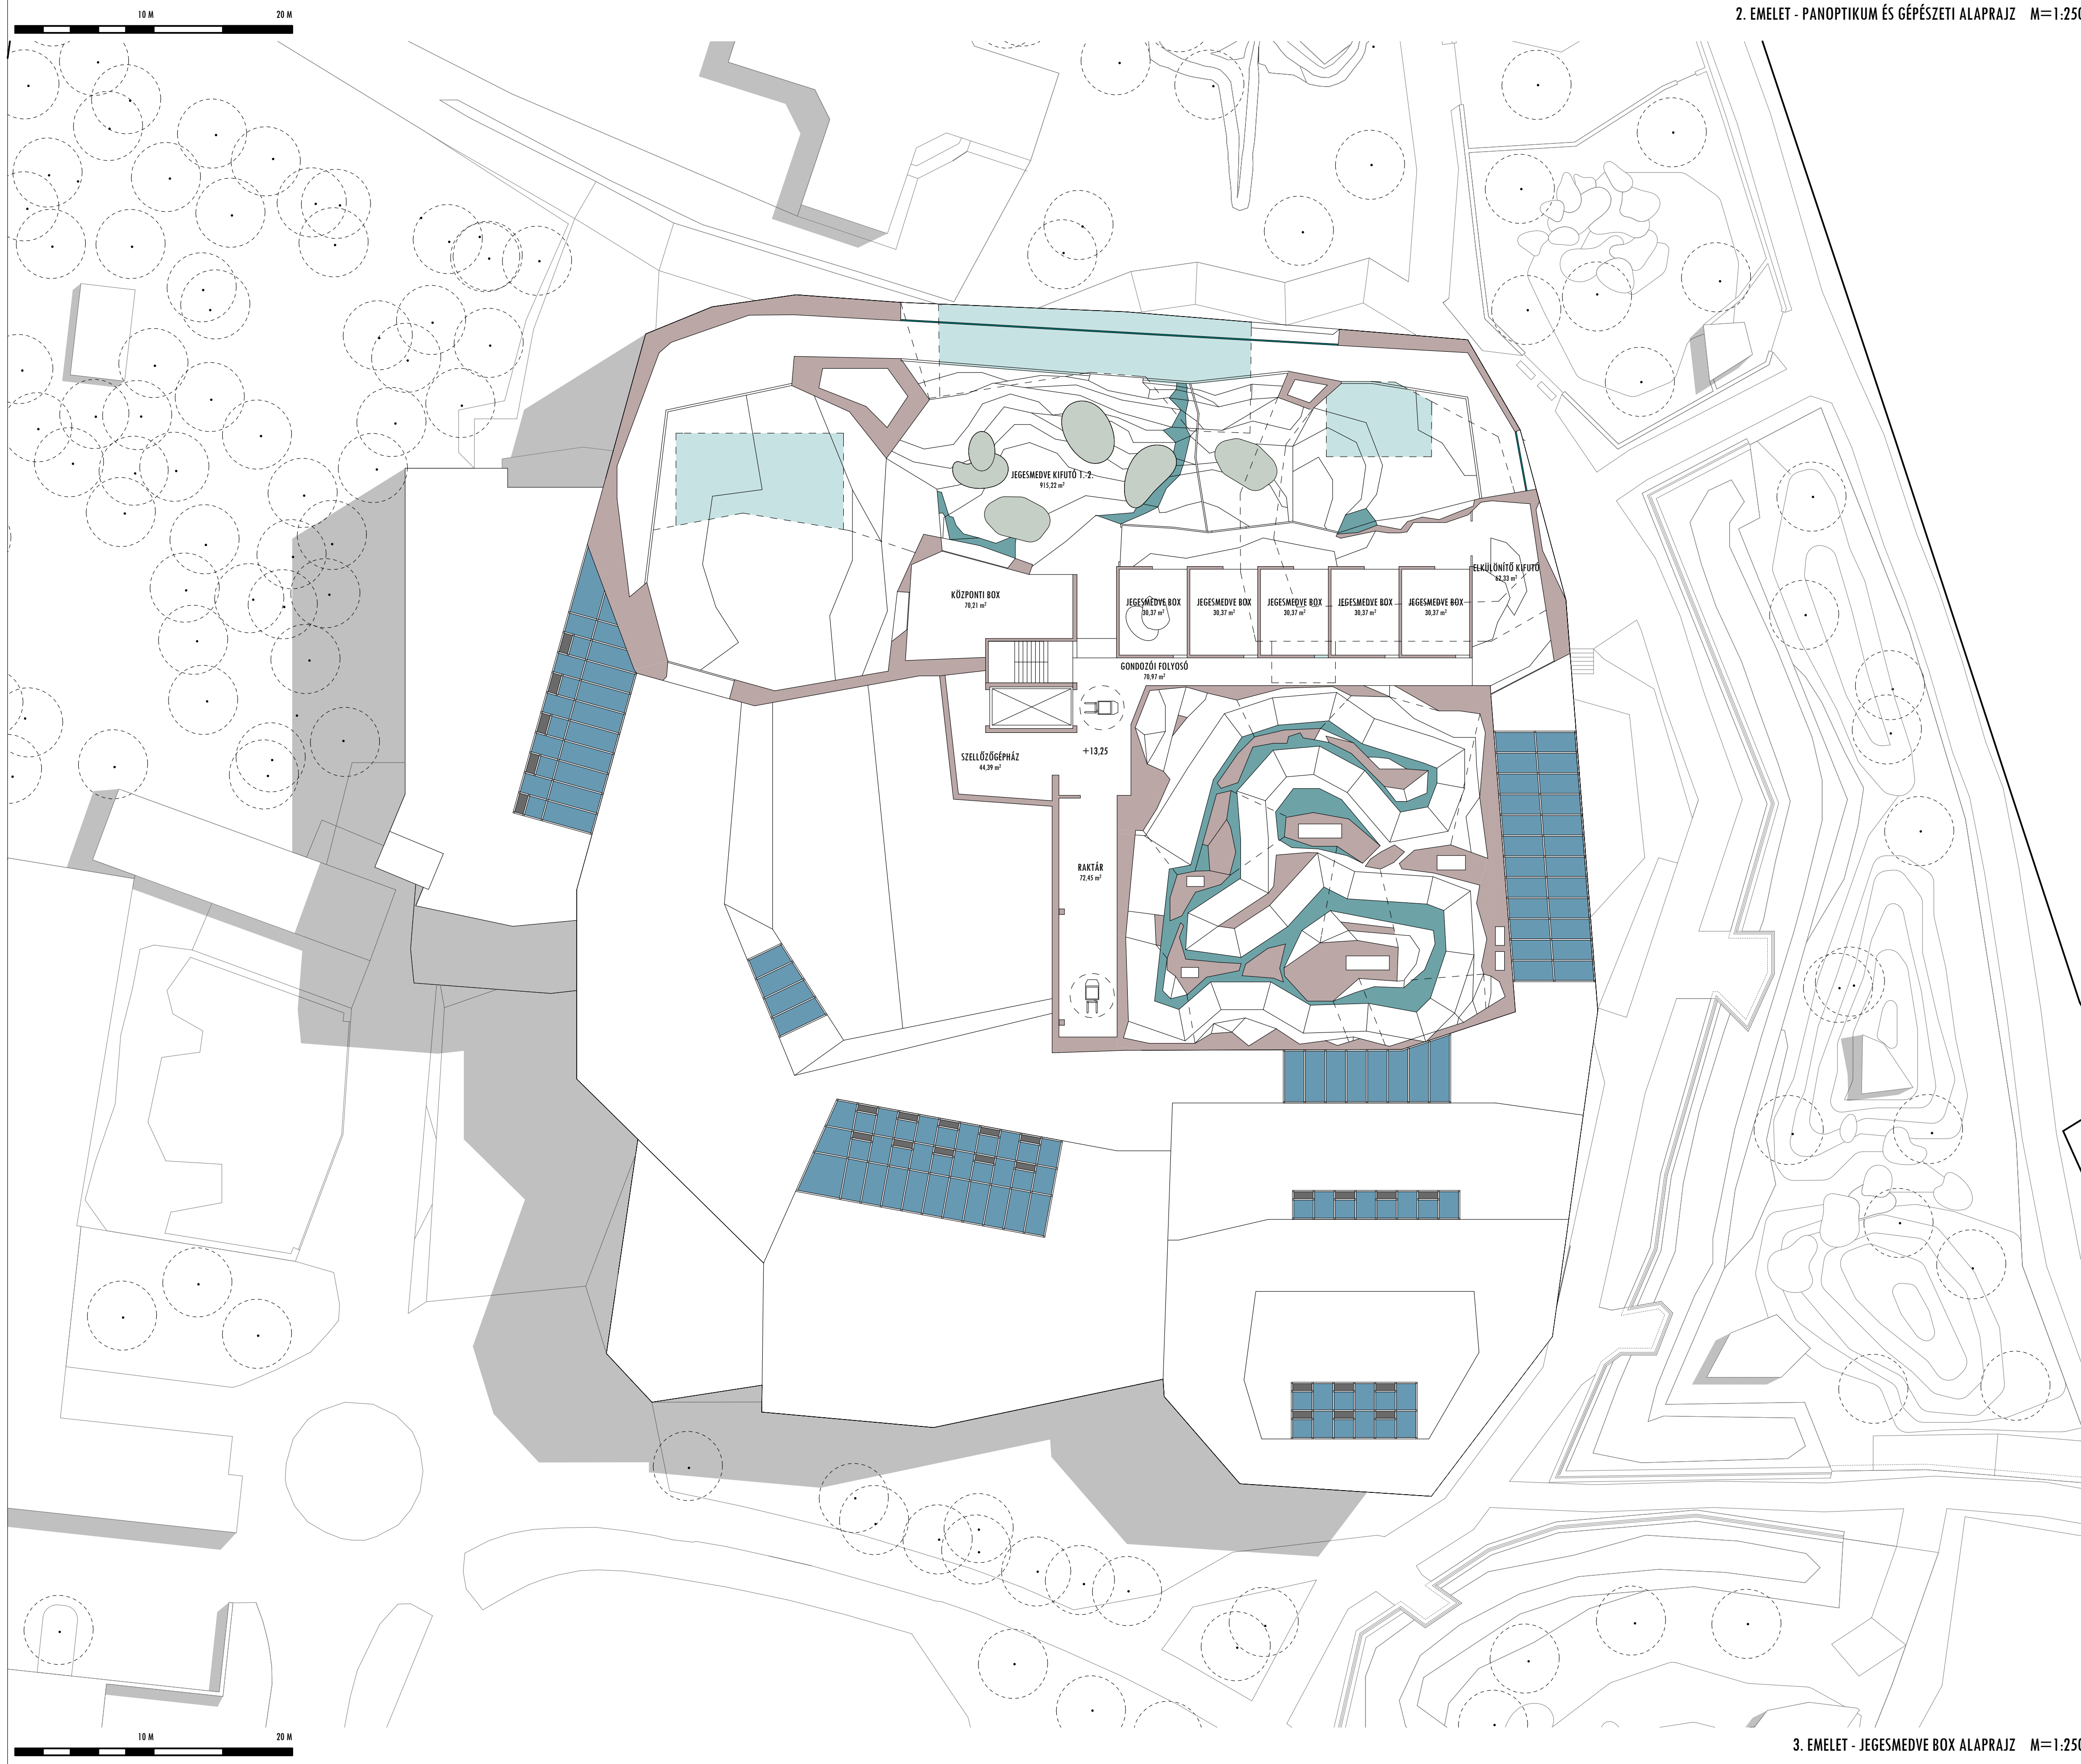 10 M 20 M
2. EMELET - PANOPTIKUM ÉS GÉPÉSZETI ALAPRAJZ M=1:250
JEGESMEDVE KIFUTÓ 1.-2.
915,22 m²
ELKÜLÖNÍTŐ KIFUTÓ
62,33 m²
KÖZPONTI BOX
70,21 m²
JEGESMEDVE BOX
30,37 m²
JEGESMEDVE BOX
30,37 m²
JEGESMEDVE BOX
30,37 m²
JEGESMEDVE BOX
30,37 m²
JEGESMEDVE BOX
30,37 m²
GONDOZÓI FOLYOSÓ
70,97 m²
+13,25
SZELLŐZŐGÉPHÁZ
44,39 m²
RAKTÁR
72,45 m²
10 M 20 M
3. EMELET - JEGESMEDVE BOX ALAPRAJZ M=1:250